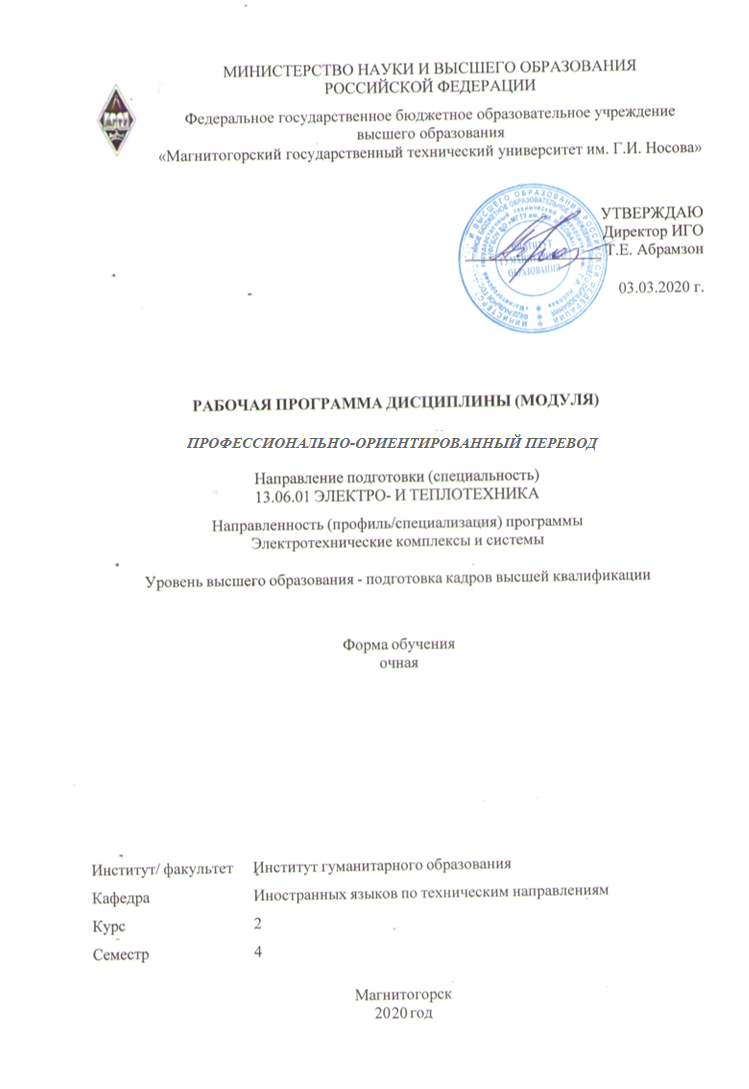 МИНИСТЕРСТВО НАУКИ И ВЫСШЕГО ОБРАЗОВАНИЯ
РОССИЙСКОЙ ФЕДЕРАЦИИ
Федеральное государственное бюджетное образовательное учреждение
высшего образования
«Магнитогорский государственный технический университет им. Г.И. Носова»
УТВЕРЖДАЮ
Директор ИГО
Т.Е. Абрамзон
03.03.2020 г.
ИНСТИТУТ
ГУМАНИТАРНОГО
ОБРАЗОВАНИЯ
РАБОЧАЯ ПРОГРАММА ДИСЦИПЛИНЫ (МОДУЛЯ)
ПРОФЕССИОНАЛЬНО-ОРИЕНТИРОВАННЫЙ ПЕРЕВОД
Направление подготовки (специальность)
13.06.01 ЭЛЕКТРО- И ТЕПЛОТЕХНИКА
Направленность (профиль/специализация) программы
Электротехнические комплексы и системы
Уровень высшего образования - подготовка кадров высшей квалификации
Форма обучения
очная
Институт/ факультет Институт гуманитарного образования
Кафедра Иностранных языков по техническим направлениям
Курс 2
Семестр 4
Магнитогорск
2020 год